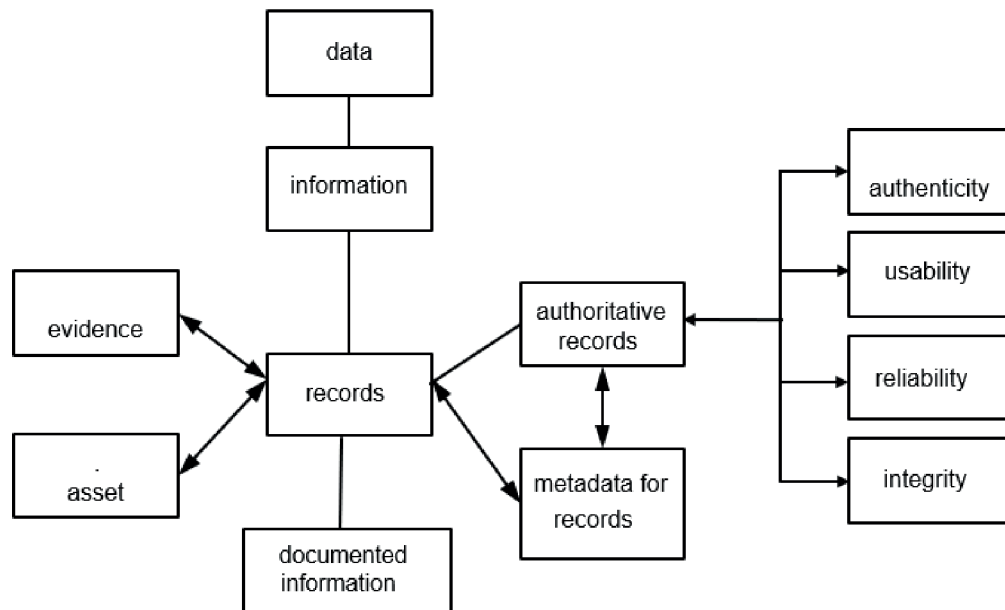 data
information
authenticity
usability
evidence
authoritative
records
records
reliability
.
asset
metadata for
records
integrity
documented
information